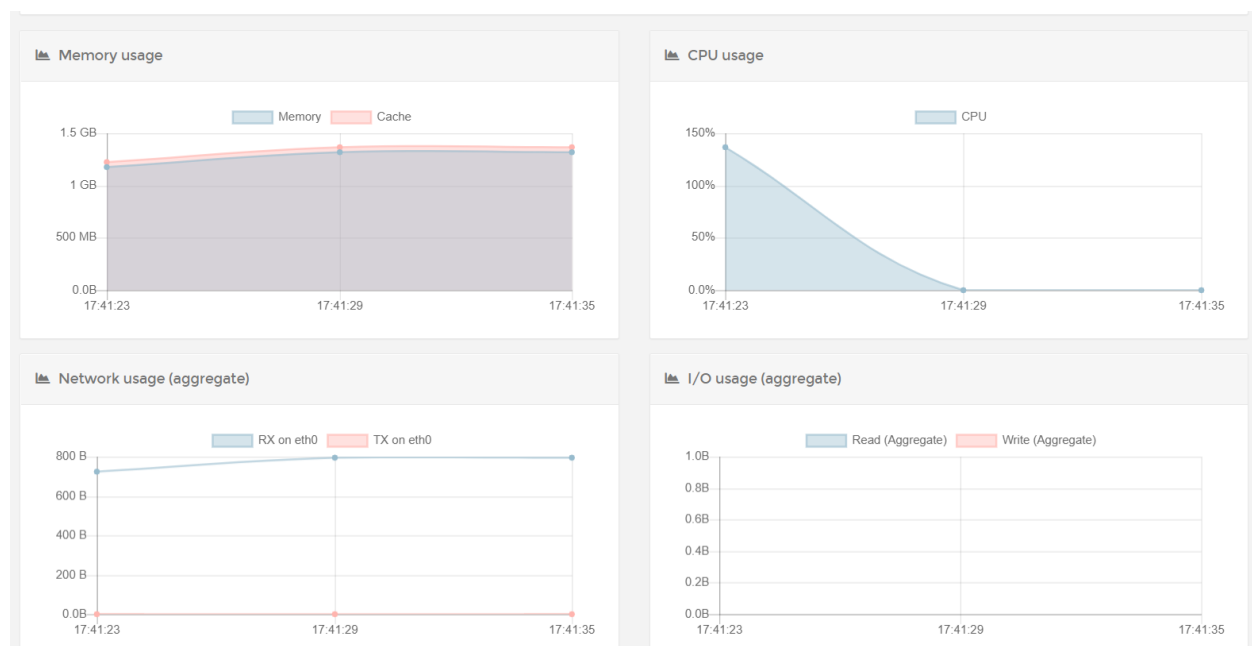 Memory usage
Memory Cache
1.5 GB
1 GB
500 MB
0.0B
17:41:23 17:41:29 17:41:35
CPU usage
CPU
150%
100%
50%
0.0%
17:41:23 17:41:29 17:41:35
Network usage (aggregate)
RX on eth0 TX on eth0
800 B
600 B
400 B
200 B
0.0B
17:41:23 17:41:29 17:41:35
I/O usage (aggregate)
Read (Aggregate) Write (Aggregate)
1.0B
0.8B
0.6B
0.4B
0.2B
0.0B
17:41:23 17:41:29 17:41:35